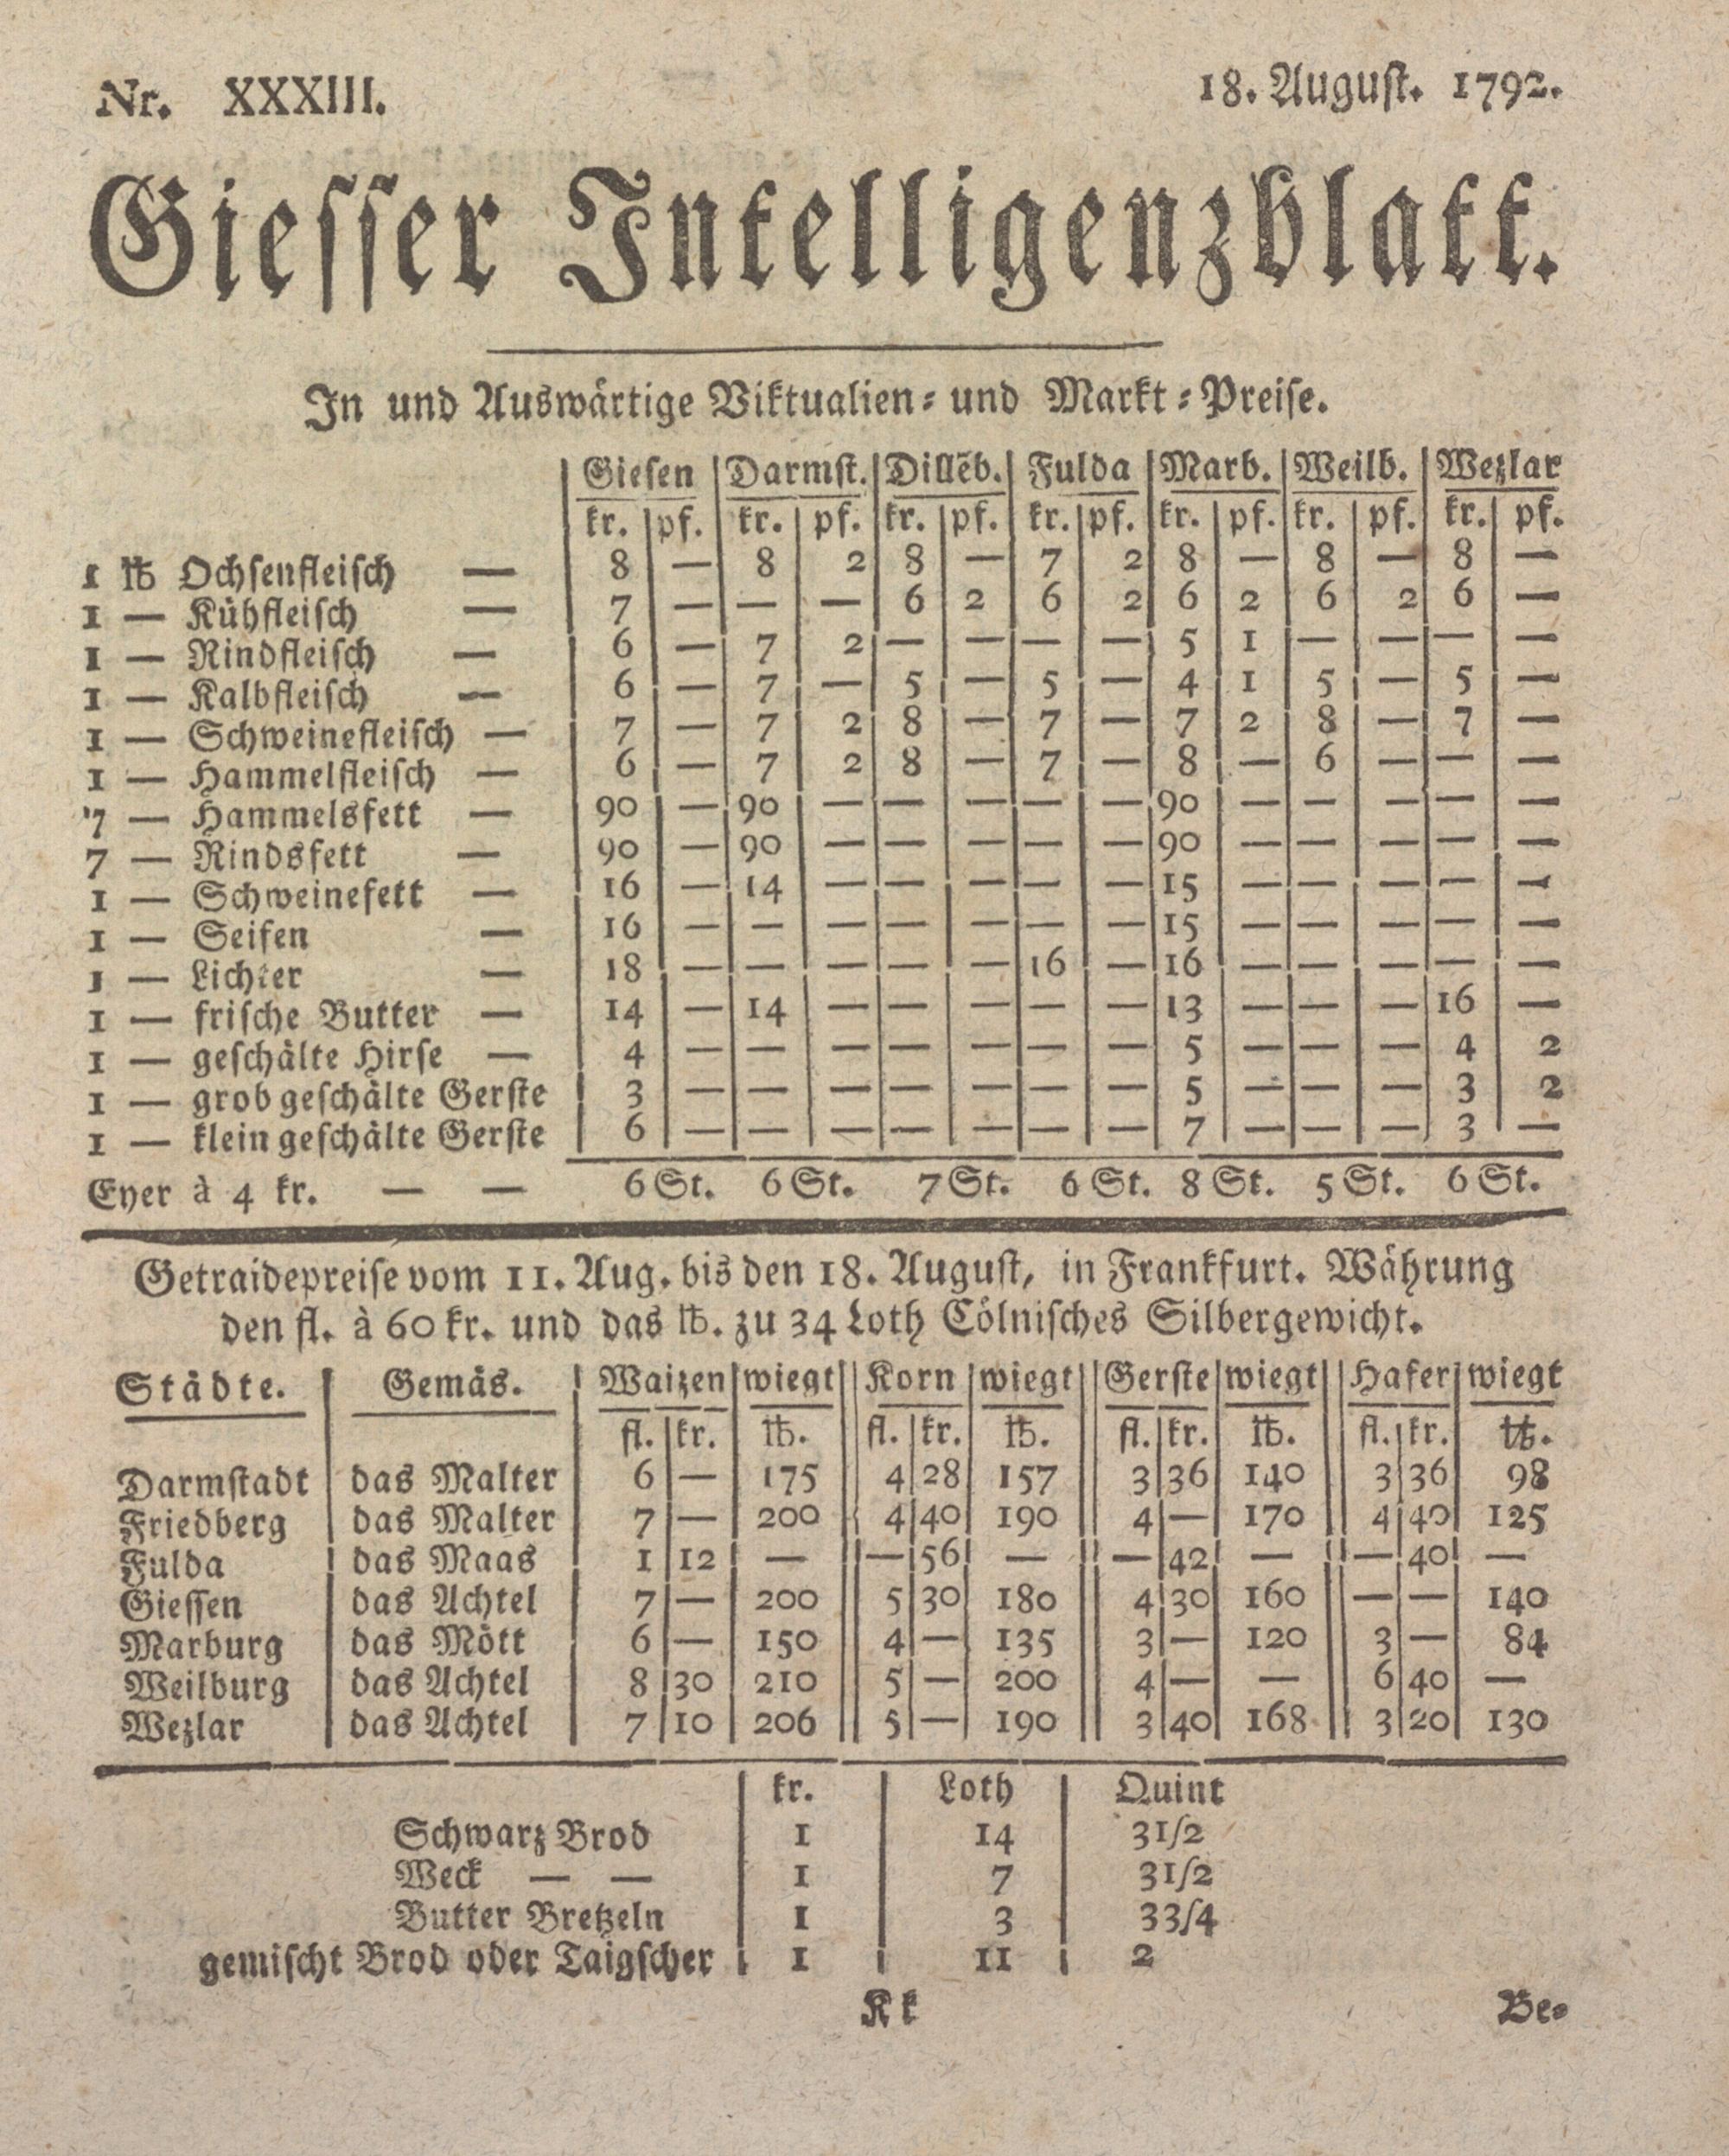 Nr. XXXIII. 18. August. 1792.
Giesser Intelligenzblatt.
In und Auswärtige Viktualien- und Markt-Preise.
Giesen Darmst. Dillēb. Fulda Marb. Weilb. Wezlar
kr. pf. kr. pf. kr. pf. kr. pf. kr. pf. kr. pf. kr. pf.
1 ℔ Ochsenfleisch — 8 — 8 2 8 — 7 2 8 — 8 — 8 —
1 — Kühfleisch — 7 — — — 6 2 6 2 6 2 6 2 6 —
1 — Rindfleisch — 6 — 7 2 — — — — 5 1 — — — —
1 — Kalbfleisch — 6 — 7 — 5 — 5 — 4 1 5 — 5 —
1 — Schweinefleisch — 7 — 7 2 8 — 7 — 7 2 8 — 7 —
1 — Hammelfleisch — 6 — 7 2 8 — 7 — 8 — 6 — — —
7 — Hammelsfett — 90 — 90 — — — — — 90 — — — — —
7 — Rindsfett — 90 — 90 — — — — — 90 — — — — —
1 — Schweinefett — 16 — 14 — — — — — 15 — — — — —
1 — Seifen — 16 — — — — — — — 15 — — — — —
1 — Lichter — 18 — — — — — 16 — 16 — — — — —
1 — frische Butter — 14 — 14 — — — — — 13 — — — 16 —
1 — geschälte Hirse — 4 — — — — — — — 5 — — — 4 2
1 — grob geschälte Gerste 3 — — — — — — — 5 — — — 3 2
1 — klein geschälte Gerste 6 — — — — — — — 7 — — — 3 —
Eyer à 4 kr. — — 6 St. 6 St. 7 St. 6 St. 8 St. 5 St. 6 St.
Getraidepreise vom 11. Aug. bis den 18. August, in Frankfurt. Währung
den fl. à 60 kr. und das ℔. zu 34 Loth Cölnisches Silbergewicht.
Städte. Gemäs. Waizen wiegt Korn wiegt Gerste wiegt Hafer wiegt
fl. kr. ℔. fl. kr. ℔. fl. kr. ℔. fl. kr. ℔.
Darmstadt das Malter 6 — 175 4 28 157 3 36 140 3 36 98
Friedberg das Malter 7 — 200 4 40 190 4 — 170 4 40 125
Fulda das Maas 1 12 — — 56 — — 42 — — 40 —
Giessen das Achtel 7 — 200 5 30 180 4 30 160 — — 140
Marburg das Mött 6 — 150 4 — 135 3 — 120 3 — 84
Weilburg das Achtel 8 30 210 5 — 200 4 — — 6 40 —
Wezlar das Achtel 7 10 206 5 — 190 3 40 168 3 20 130
kr. Loth Quint
Schwarz Brod 1 14 3 1/2
Weck — — 1 7 3 1/2
Butter Bretzeln 1 3 3 3/4
gemischt Brod oder Taigscher 1 11 2
Kk Be-